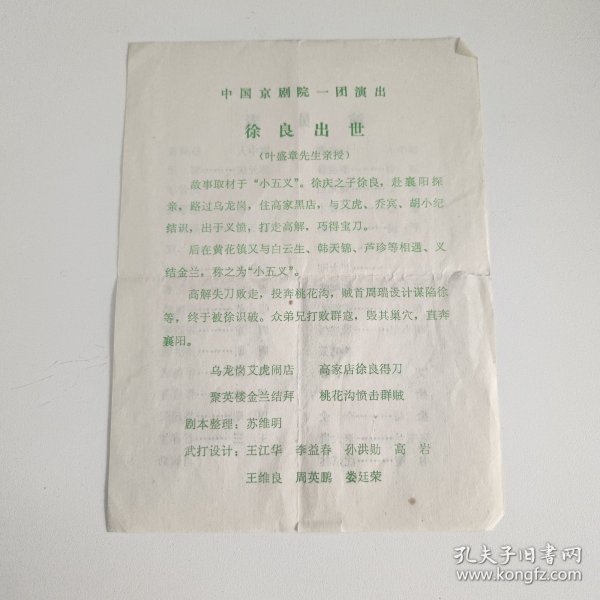 中国京剧院一团演出
徐良出世
（叶盛章先生亲授）
故事取材于“小五义”。徐庆之子徐良，赴襄阳探
亲，路过乌龙岗，住高家黑店，与艾虎、乔宾、胡小纪
结识，出于义愤，打走高解，巧得宝刀。
后在黄花镇又与白云生、韩天锦、芦珍等相遇、义
结金兰，称之为“小五义”。
高解失刀败走，投奔桃花沟，贼首周瑞设计谋陷徐
等，终于被徐识破。众弟兄打败群寇，毁其巢穴，直奔
襄阳。
乌龙岗艾虎闹店 高家店徐良得刀
聚英楼金兰结拜 桃花沟愤击群贼
剧本整理：苏维明
武打设计：王江华 李益春 孙洪勋 高岩
王维良 周英鹏 娄廷荣
孔夫子旧书网
www.kongfz.com